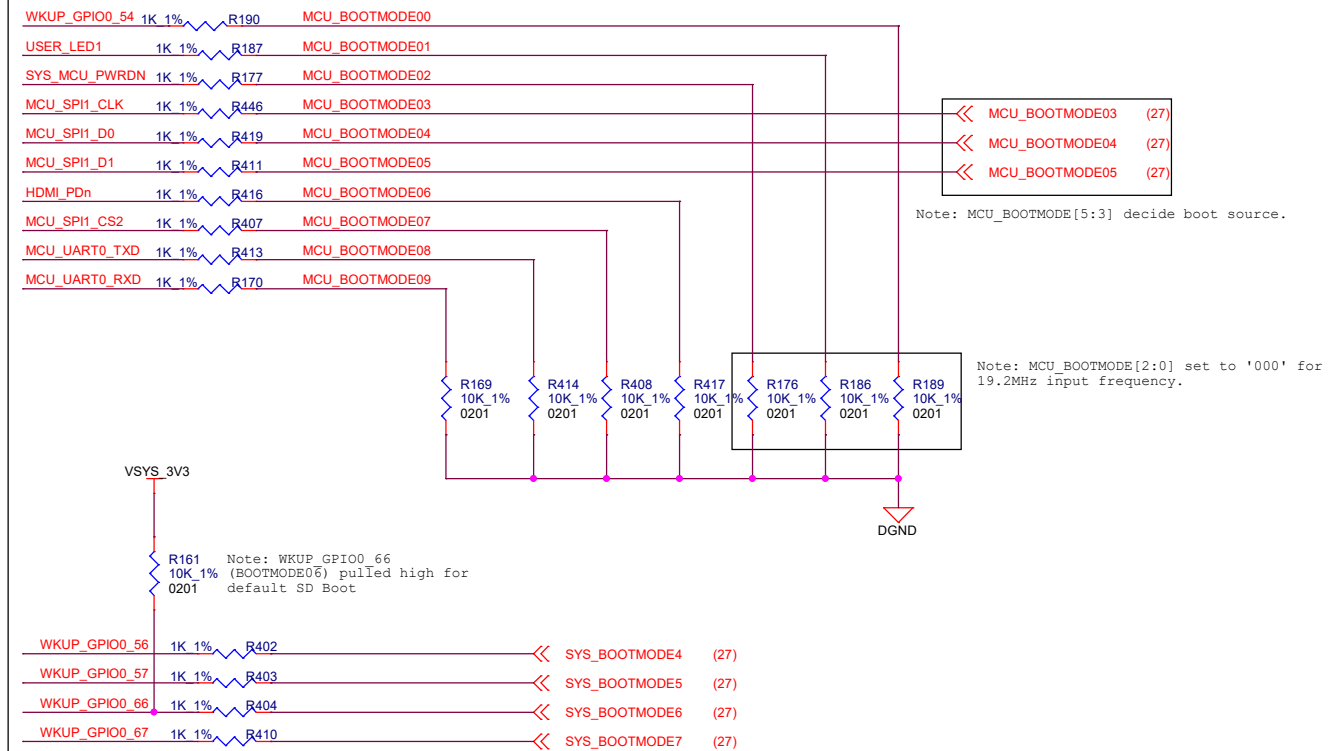 WKUP_GPIO0_54 1K_1% R190 MCU_BOOTMODE00
USER_LED1 1K_1% R187 MCU_BOOTMODE01
SYS_MCU_PWRDN 1K_1% R177 MCU_BOOTMODE02
MCU_SPI1_CLK 1K_1% R446 MCU_BOOTMODE03
MCU_BOOTMODE03 (27)
MCU_SPI1_D0 1K_1% R419 MCU_BOOTMODE04
MCU_BOOTMODE04 (27)
MCU_SPI1_D1 1K_1% R411 MCU_BOOTMODE05
MCU_BOOTMODE05 (27)
HDMI_PDn 1K_1% R416 MCU_BOOTMODE06
MCU_SPI1_CS2 1K_1% R407 MCU_BOOTMODE07
Note: MCU_BOOTMODE[5:3] decide boot source.
MCU_UART0_TXD 1K_1% R413 MCU_BOOTMODE08
MCU_UART0_RXD 1K_1% R170 MCU_BOOTMODE09
Note: MCU_BOOTMODE[2:0] set to '000' for
19.2MHz input frequency.
R169 R414 R408 R417 R176 R186 R189
10K_1% 10K_1% 10K_1% 10K_1% 10K_1% 10K_1% 10K_1%
0201 0201 0201 0201 0201 0201 0201
VSYS_3V3
DGND
R161 Note: WKUP_GPIO0_66
10K_1% (BOOTMODE06) pulled high for
0201 default SD Boot
WKUP_GPIO0_56 1K_1% R402 SYS_BOOTMODE4 (27)
WKUP_GPIO0_57 1K_1% R403 SYS_BOOTMODE5 (27)
WKUP_GPIO0_66 1K_1% R404 SYS_BOOTMODE6 (27)
WKUP_GPIO0_67 1K_1% R410 SYS_BOOTMODE7 (27)